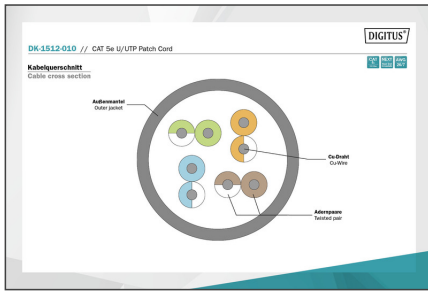 DIGITUS®
DK-1512-010 // CAT 5e U/UTP Patch Cord
Kabelquerschnitt
Cable cross section
Außenmantel
Outer jacket
Cu-Draht
Cu-Wire
Adernpaare
Twisted pair